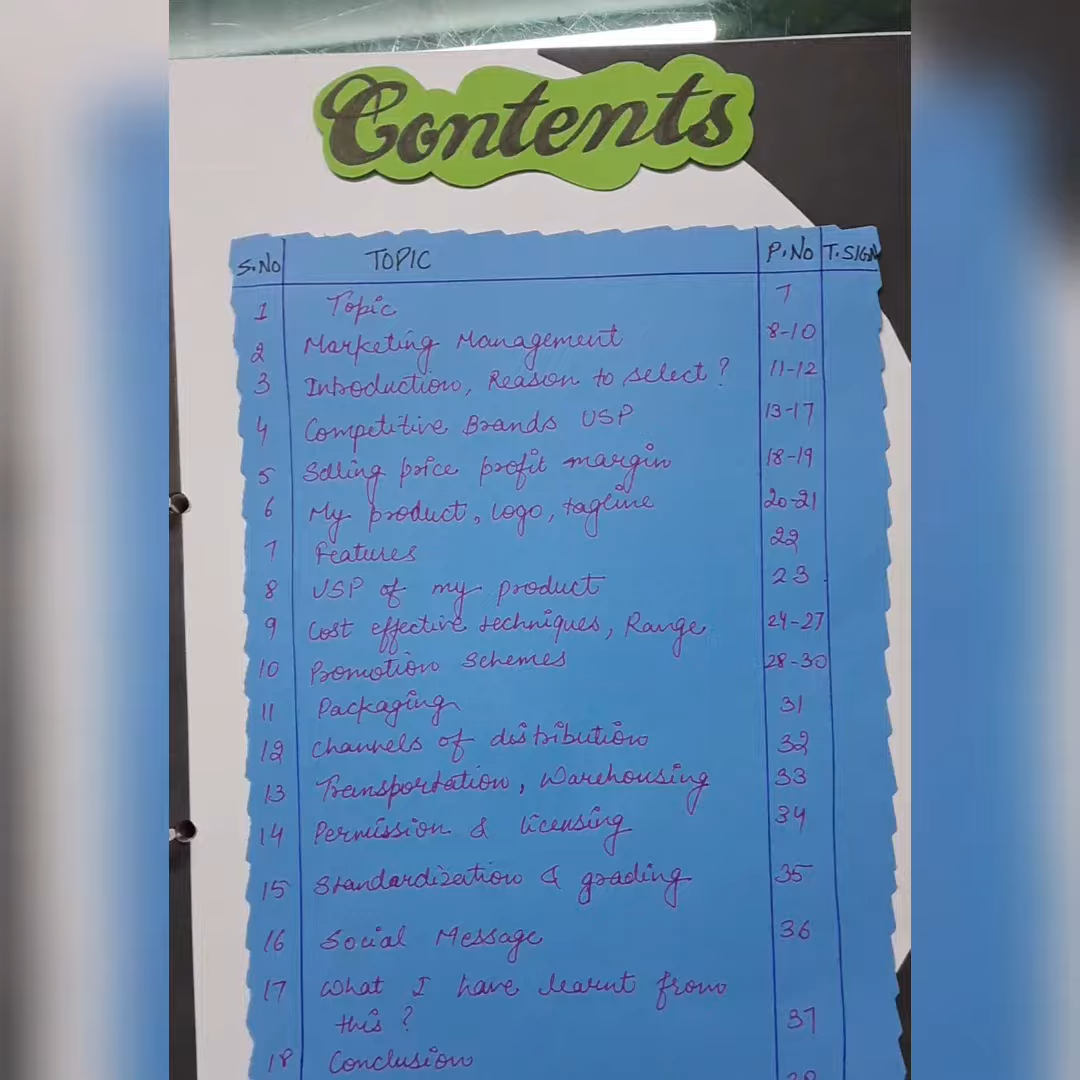 Contents
S.No TOPIC P.No T.SIGN
1 Topic 7
2 Marketing Management 8-10
3 Introduction, Reason to select? 11-12
4 Competitive Brands USP 13-17
5 Selling price profit margin 18-19
6 My product, logo, tagline 20-21
7 Features 22
8 USP of my product 23
9 Cost effective techniques, Range 24-27
10 Promotion Schemes 28-30
11 Packaging 31
12 Channels of distribution 32
13 Transportation, Warehousing 33
14 Permission & licensing 34
15 Standardization & grading 35
16 Social Message 36
17 What I have learnt from
this? 37
18 Conclusion